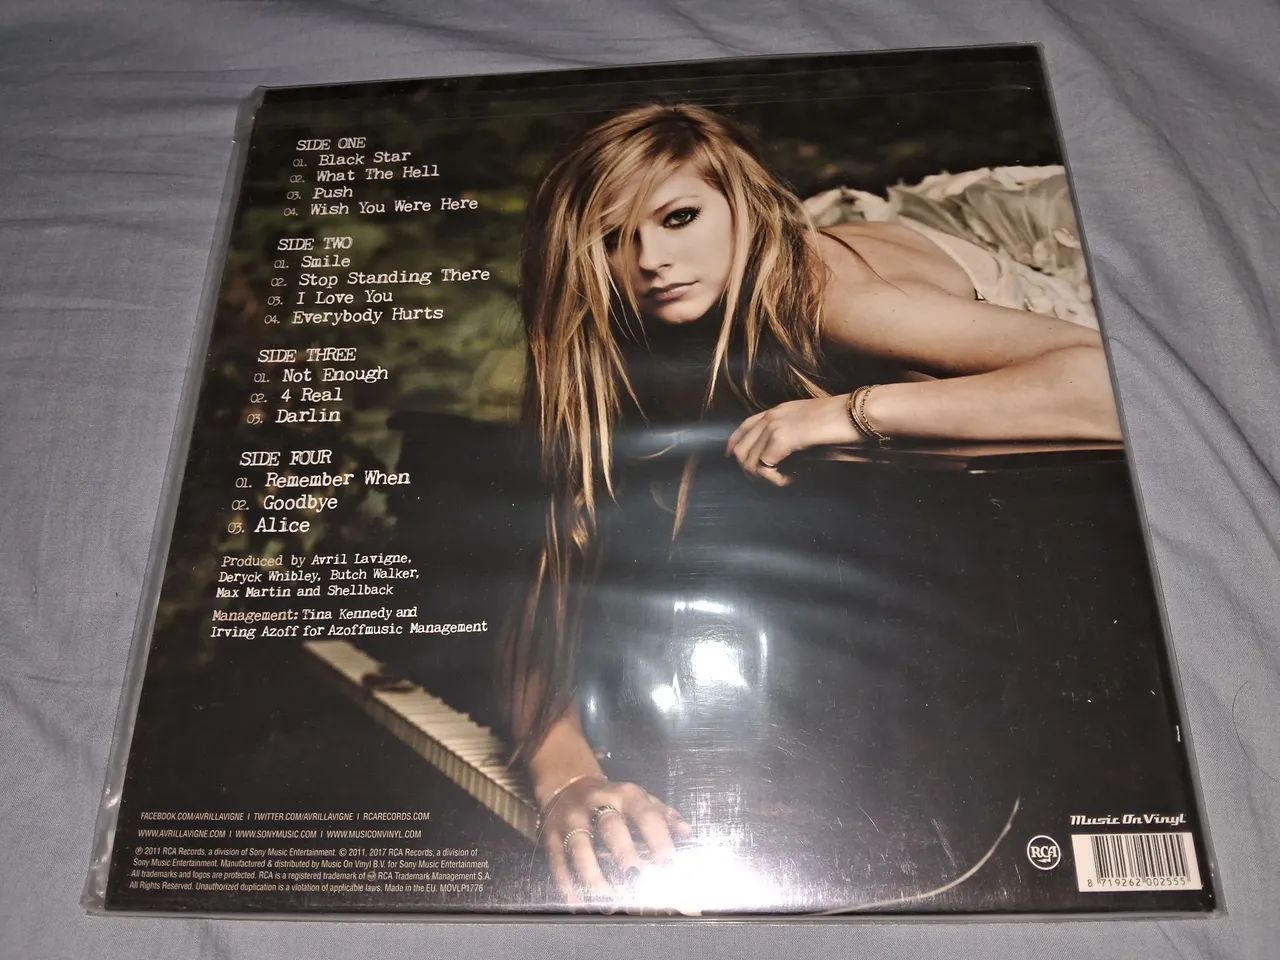 SIDE ONE
01. Black Star
02. What The Hell
03. Push
04. Wish You Were Here
SIDE TWO
01. Smile
02. Stop Standing There
03. I Love You
04. Everybody Hurts
SIDE THREE
01. Not Enough
02. 4 Real
03. Darlin
SIDE FOUR
01. Remember When
02. Goodbye
03. Alice
Produced by Avril Lavigne,
Deryck Whibley, Butch Walker,
Max Martin and Shellback
Management: Tina Kennedy and
Irving Azoff for Azoffmusic Management
FACEBOOK.COM/AVRILLAVIGNE | TWITTER.COM/AVRILLAVIGNE | RCARECORDS.COM
WWW.AVRILLAVIGNE.COM | WWW.SONYMUSIC.COM | WWW.MUSICONVINYL.COM
℗ 2011 RCA Records, a division of Sony Music Entertainment. © 2011, 2017 RCA Records, a division of
Sony Music Entertainment. Manufactured & distributed by Music On Vinyl B.V. for Sony Music Entertainment.
All trademarks and logos are protected. RCA is a registered trademark of RCA RCA Trademark Management S.A.
All Rights Reserved. Unauthorized duplication is a violation of applicable laws. Made in the EU. MOVLP1776
Music On Vinyl
RCA
8 719262 002555